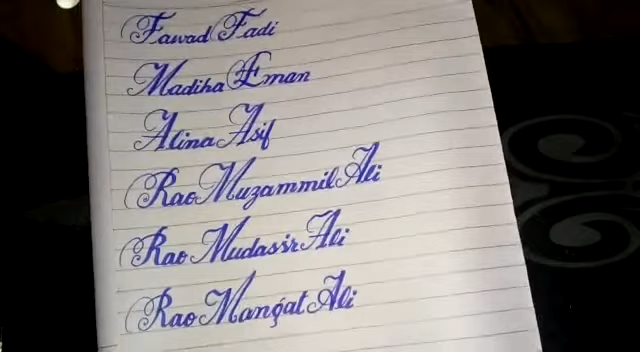 Fawad Fadi
Madiha Eman
Alina Asif
Rao Muzammil Ali
Rao Mudassir Ali
Rao Mangat Ali